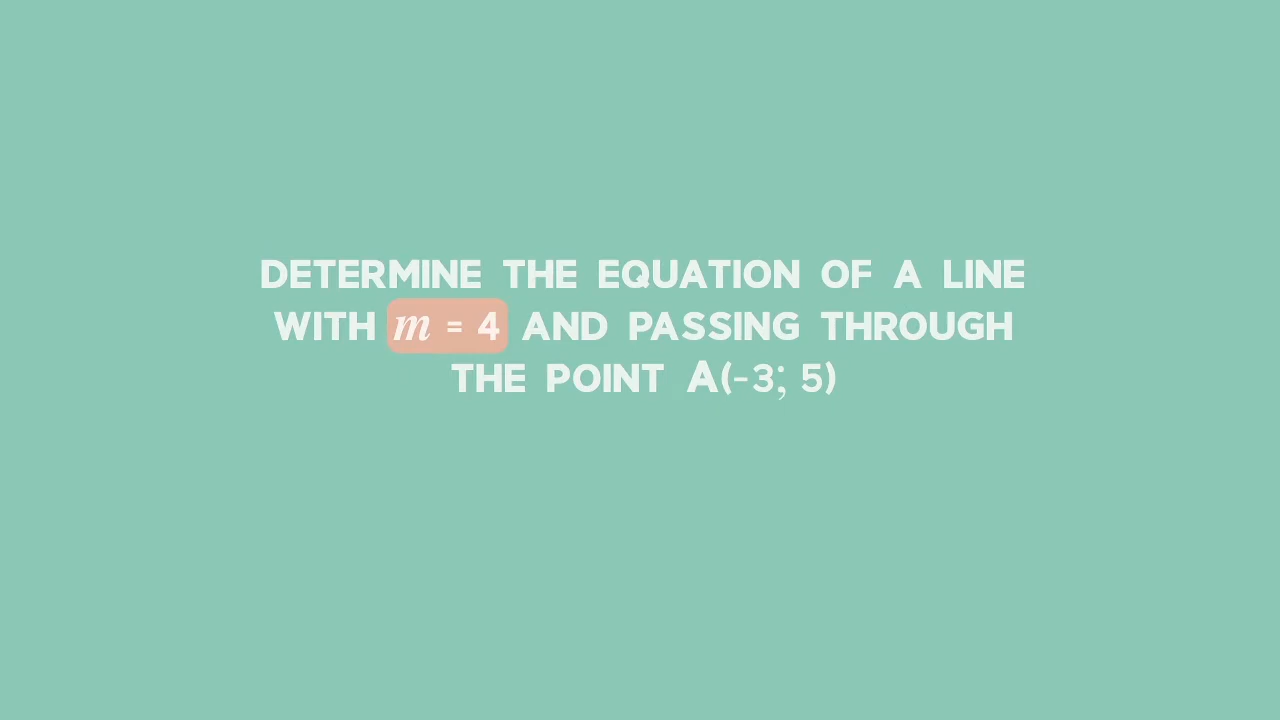 DETERMINE THE EQUATION OF A LINE
WITH m = 4 AND PASSING THROUGH
THE POINT A(-3; 5)